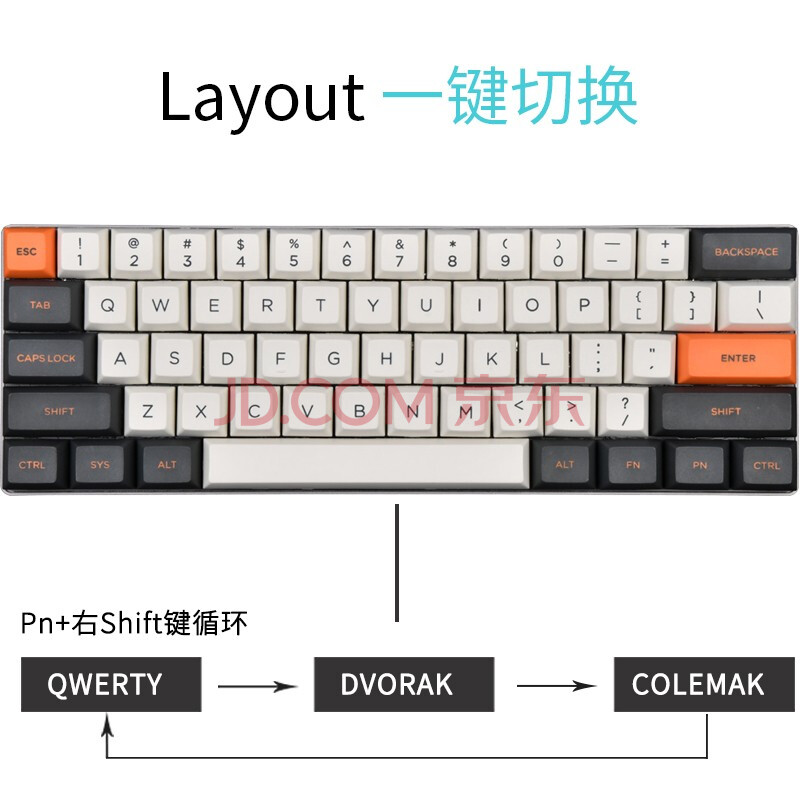 Layout 一键切换
ESC ! 1 @ 2 # 3 $ 4 % 5 ^ 6 & 7 * 8 ( 9 ) 0 — − + = BACKSPACE
TAB Q W E R T Y U I O P { [ } ] | \
CAPS LOCK A S D F G H J K L : ; " ' ENTER
JD.COM 京东
SHIFT Z X C V B N M < , > . ? / SHIFT
CTRL SYS ALT ALT FN PN CTRL
Pn+右Shift键循环
QWERTY DVORAK COLEMAK